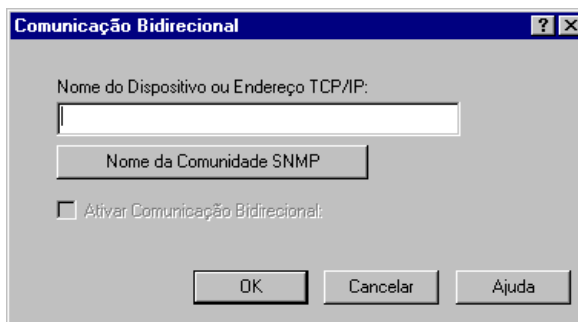 Comunicação Bidirecional
Nome do Dispositivo ou Endereço TCP/IP:
Nome da Comunidade SNMP
Ativar Comunicação Bidirecional:
OK Cancelar Ajuda